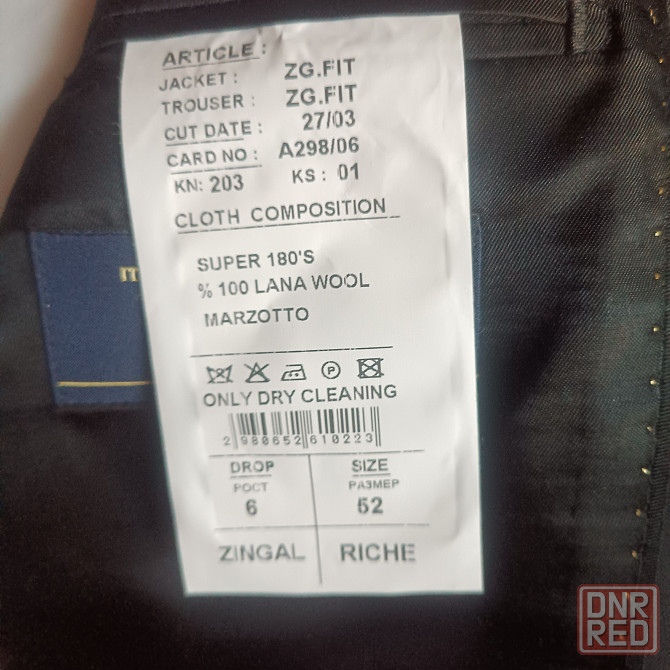 ARTICLE :
JACKET : ZG.FIT
TROUSER : ZG.FIT
CUT DATE : 27/03
CARD NO : A298/06
KN: 203 KS : 01
CLOTH COMPOSITION
SUPER 180'S
% 100 LANA WOOL
MARZOTTO
ONLY DRY CLEANING
2 980652 610223
DROP SIZE
РОСТ РАЗМЕР
6 52
ZINGAL RICHE
DNR
RED